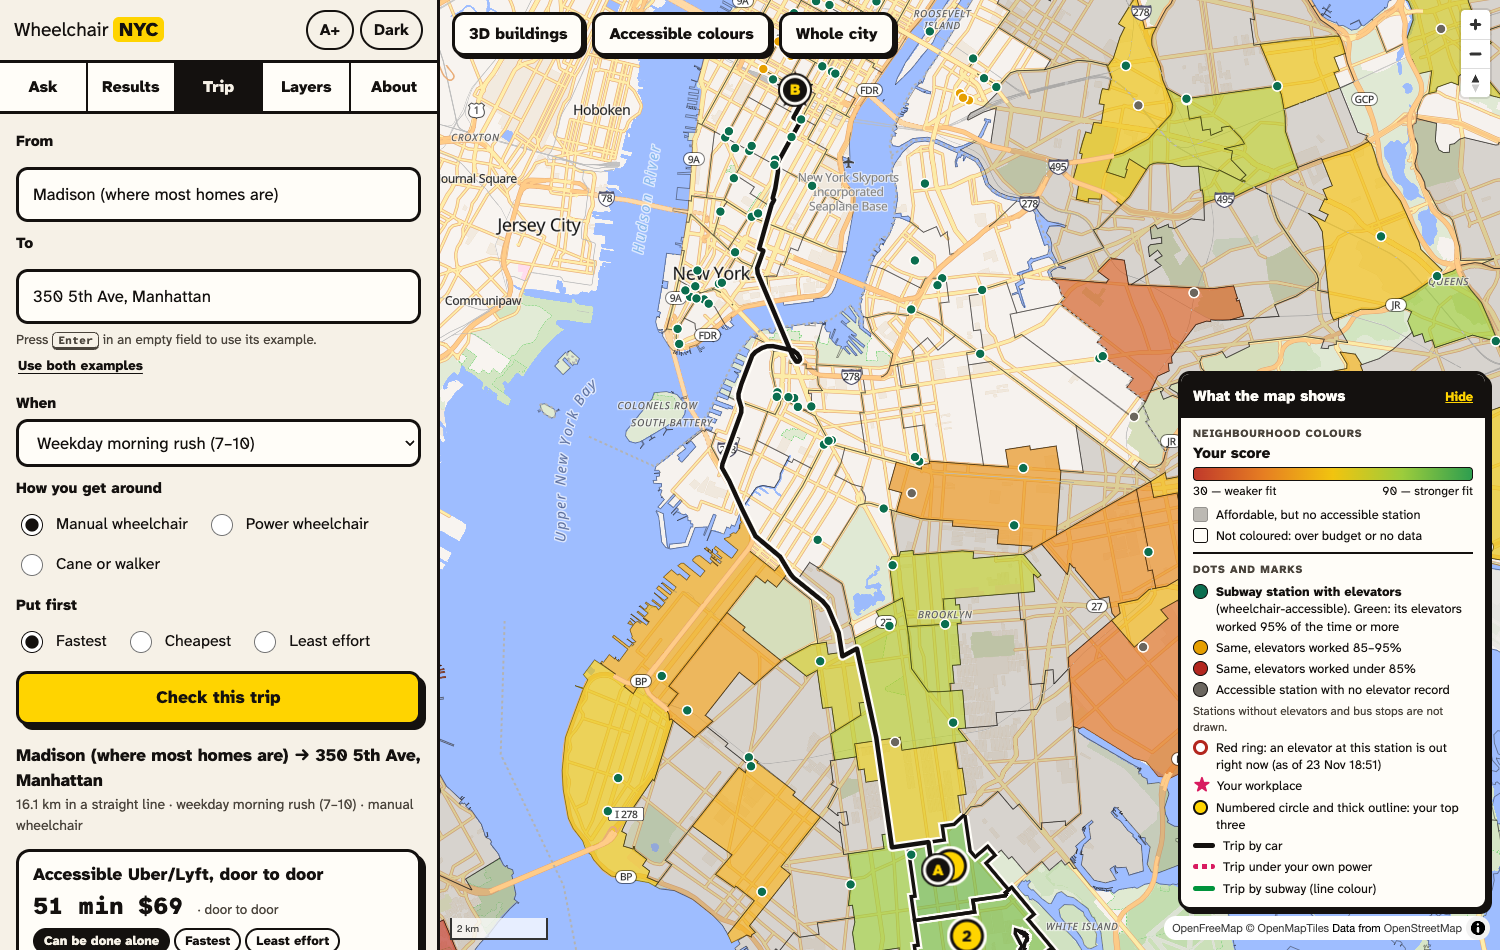 Wheelchair NYC
A+
Dark
Ask
Results
Trip
Layers
About
From
Madison (where most homes are)
To
350 5th Ave, Manhattan
Press Enter in an empty field to use its example.
Use both examples
When
Weekday morning rush (7–10)
How you get around
Manual wheelchair
Power wheelchair
Cane or walker
Put first
Fastest
Cheapest
Least effort
Check this trip
Madison (where most homes are) → 350 5th Ave,
Manhattan
16.1 km in a straight line · weekday morning rush (7–10) · manual
wheelchair
Accessible Uber/Lyft, door to door
51 min $69 · door to door
Can be done alone
Fastest
Least effort
3D buildings
Accessible colours
Whole city
ROOSEVELT
ISLAND
278
B
FDR
GCP
1
Hoboken
CROXTON
9A
495
ournal Square
78
Hudson River
New York Skyports
Incorporated
Seaplane Base
278
495
Jersey City
New York
9A
Communipaw
FDR
QUEENS
JR
278
COLONELS ROW
SOUTH BATTERY
Upper New York Bay
JR
27
BROOKLYN
27
BP
I 278
BP
A
2
WHITE ISLAND
2 km
What the map shows
Hide
NEIGHBOURHOOD COLOURS
Your score
30 — weaker fit
90 — stronger fit
Affordable, but no accessible station
Not coloured: over budget or no data
DOTS AND MARKS
Subway station with elevators
(wheelchair-accessible). Green: its elevators
worked 95% of the time or more
Same, elevators worked 85–95%
Same, elevators worked under 85%
Accessible station with no elevator record
Stations without elevators and bus stops are not
drawn.
Red ring: an elevator at this station is out
right now (as of 23 Nov 18:51)
Your workplace
Numbered circle and thick outline: your top
three
Trip by car
Trip under your own power
Trip by subway (line colour)
OpenFreeMap © OpenMapTiles Data from OpenStreetMap